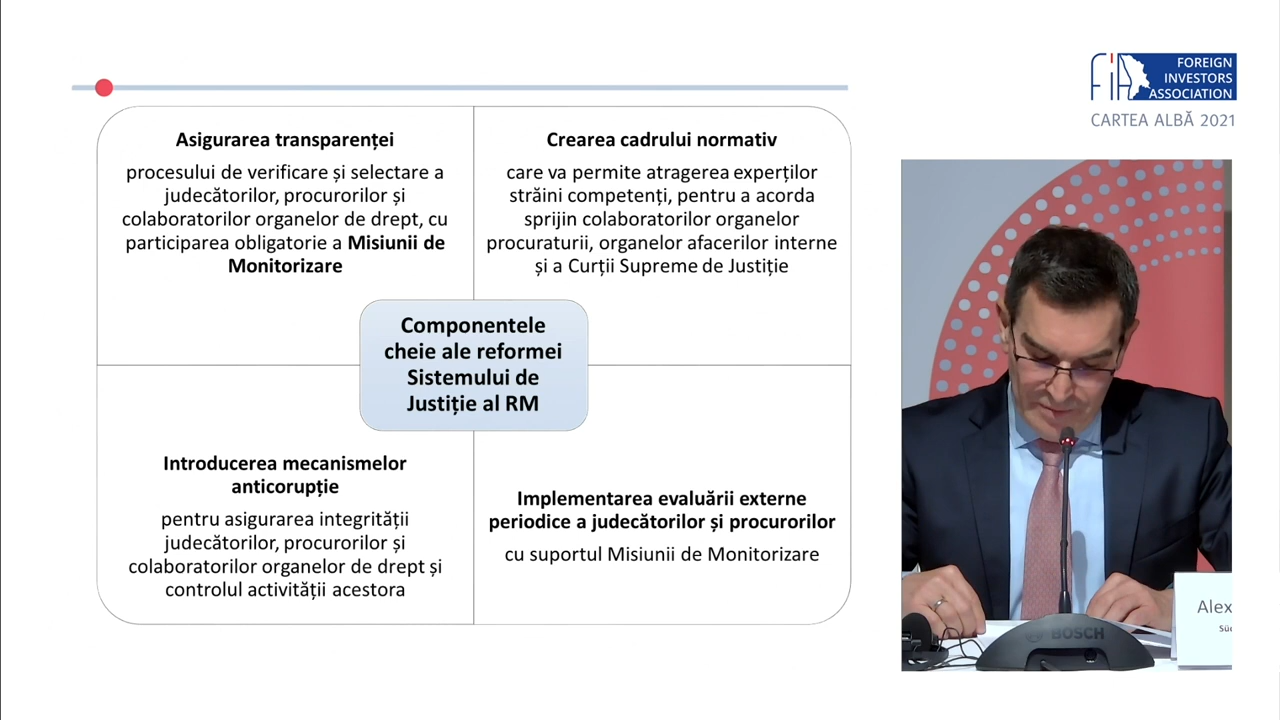 FIA
FOREIGN
INVESTORS
ASSOCIATION
CARTEA ALBĂ 2021
Asigurarea transparenței
procesului de verificare și selectare a
judecătorilor, procurorilor și
colaboratorilor organelor de drept, cu
participarea obligatorie a Misiunii de
Monitorizare
Crearea cadrului normativ
care va permite atragerea experților
străini competenți, pentru a acorda
sprijin colaboratorilor organelor
procuraturii, organelor afacerilor interne
și a Curții Supreme de Justiție
Componentele
cheie ale reformei
Sistemului de
Justiție al RM
Introducerea mecanismelor
anticorupție
pentru asigurarea integrității
judecătorilor, procurorilor și
colaboratorilor organelor de drept și
controlul activității acestora
Implementarea evaluării externe
periodice a judecătorilor și procurorilor
cu suportul Misiunii de Monitorizare
BOSCH
Alex
Süd